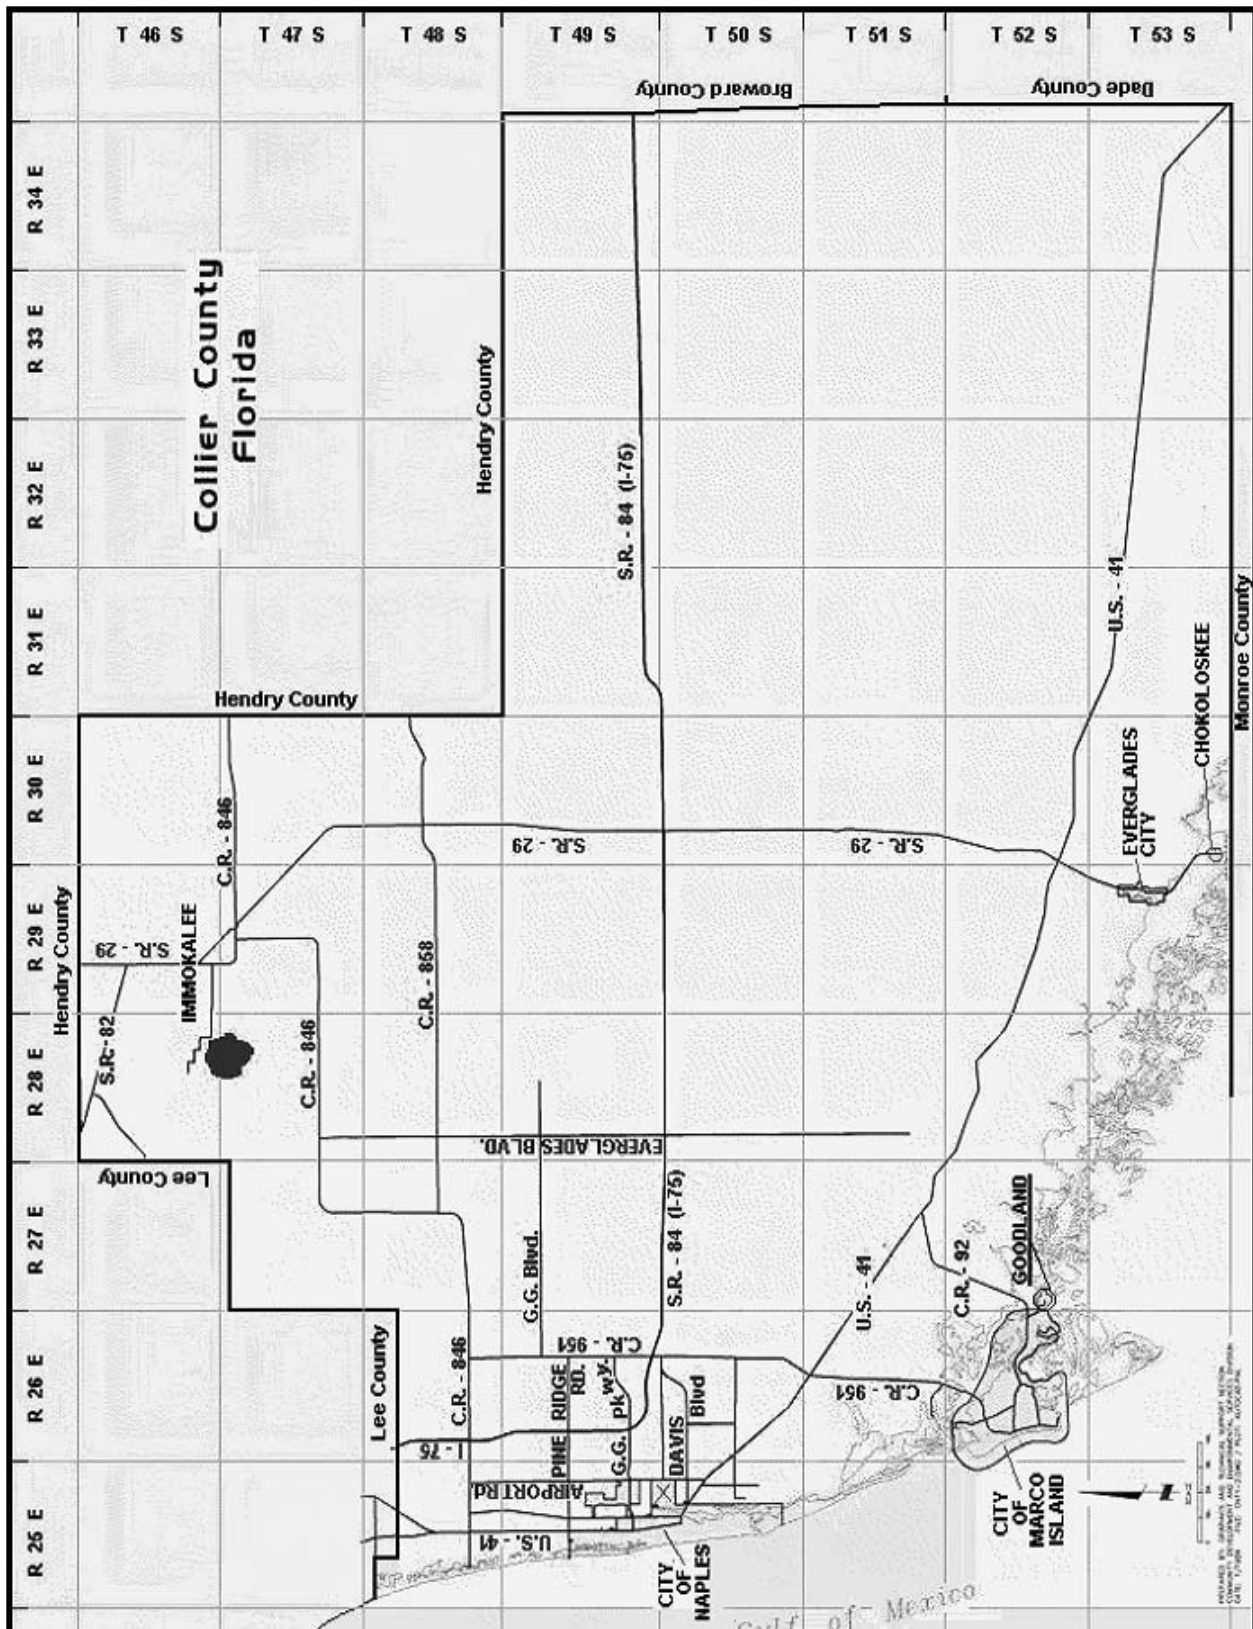 Collier County
Florida
T 46 S
T 47 S
T 48 S
T 49 S
T 50 S
T 51 S
T 52 S
T 53 S
R 25 E
R 26 E
R 27 E
R 28 E
R 29 E
R 30 E
R 31 E
R 32 E
R 33 E
R 34 E
Hendry County
Hendry County
Hendry County
Lee County
Lee County
Broward County
Dade County
Monroe County
S.R. - 82
S.R. - 29
IMMOKALEE
C.R. - 846
C.R. - 846
C.R. - 858
S.R. - 29
S.R. - 29
EVERGLADES BLVD.
G.G. Blvd.
S.R. - 84 (I-75)
S.R. - 84 (I-75)
C.R. - 846
I - 75
C.R. - 951
C.R. - 951
PINE RIDGE
RD.
G.G. Pkwy.
DAVIS
Blvd
AIRPORT Rd.
U.S. - 41
U.S. - 41
U.S. - 41
C.R. - 92
GOODLAND
EVERGLADES
CITY
CHOKOLOSKEE
CITY
OF
NAPLES
CITY
OF
MARCO
ISLAND
Gulf of Mexico